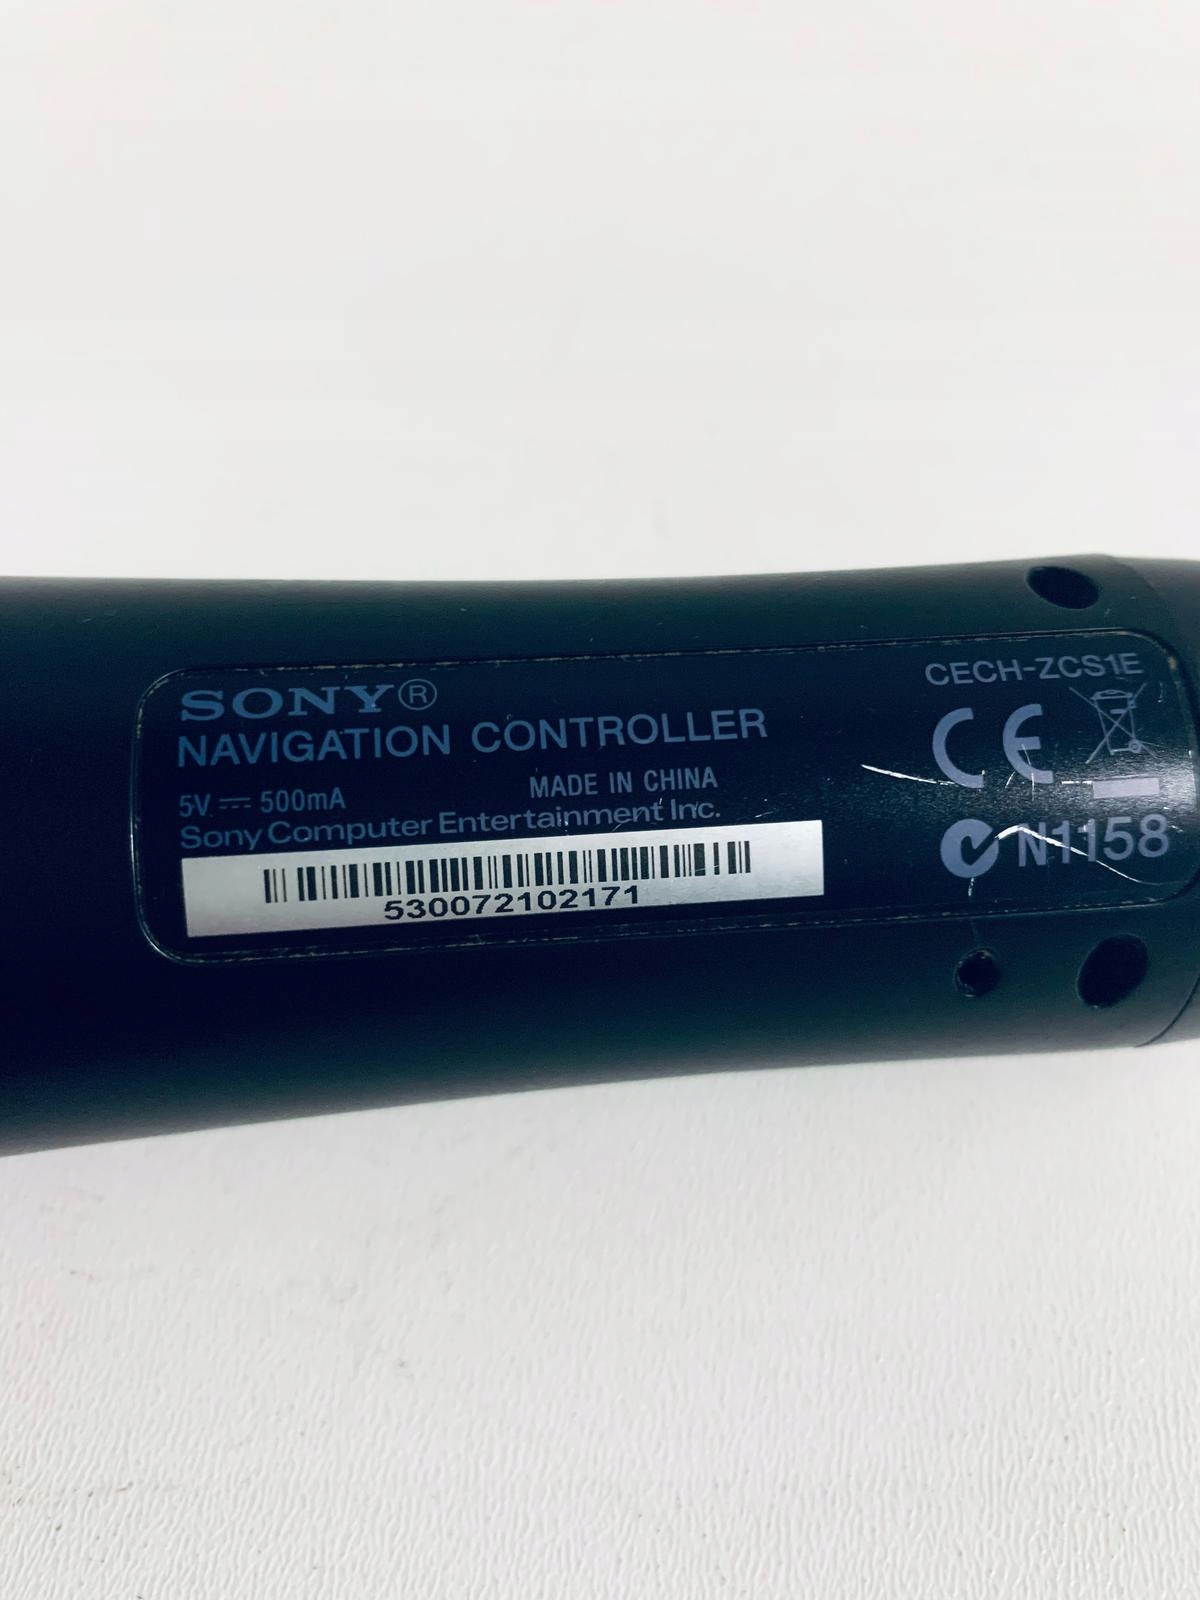 SONY®
NAVIGATION CONTROLLER
5V ⎓ 500mA MADE IN CHINA
Sony Computer Entertainment Inc.
530072102171
CECH-ZCS1E
CE
N1158